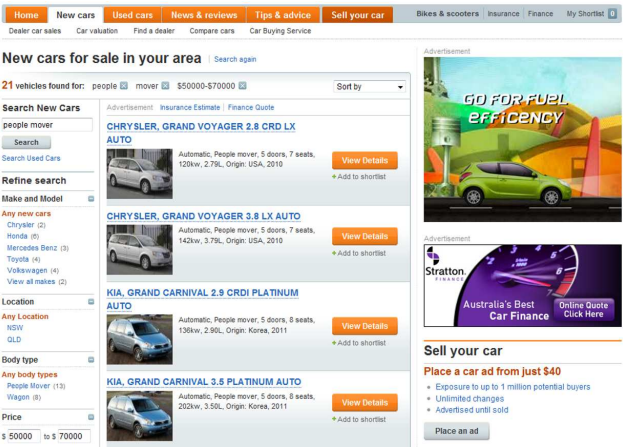 Home
New cars
Used cars
News & reviews
Tips & advice
Sell your car
Bikes & scooters
Insurance
Finance
My Shortlist 0
Dealer car sales
Car valuation
Find a dealer
Compare cars
Car Buying Service
New cars for sale in your area
Search again
21 vehicles found for: people mover $50000-$70000
Sort by
Search New Cars
people mover
Search
Search Used Cars
Refine search
Make and Model
Any new cars
Chrysler (2)
Honda (6)
Mercedes Benz (3)
Toyota (4)
Volkswagen (4)
View all makes (2)
Location
Any Location
NSW
QLD
Body type
Any body types
People Mover (13)
Wagon (8)
Price
$ 50000 to $ 70000
Advertisement Insurance Estimate Finance Quote
CHRYSLER, GRAND VOYAGER 2.8 CRD LX
AUTO
Automatic, People mover, 5 doors, 7 seats,
120kw, 2.79L, Origin: USA, 2010
View Details
+ Add to shortlist
CHRYSLER, GRAND VOYAGER 3.8 LX AUTO
Automatic, People mover, 5 doors, 7 seats,
142kw, 3.79L, Origin: USA, 2010
View Details
+ Add to shortlist
KIA, GRAND CARNIVAL 2.9 CRDI PLATINUM
AUTO
Automatic, People mover, 5 doors, 8 seats,
136kw, 2.90L, Origin: Korea, 2011
View Details
+ Add to shortlist
KIA, GRAND CARNIVAL 3.5 PLATINUM AUTO
Automatic, People mover, 5 doors, 8 seats,
202kw, 3.50L, Origin: Korea, 2011
View Details
+ Add to shortlist
Advertisement
GO FOR FUEL
EFFICENCY
Advertisement
Stratton.
FINANCE
Australia's Best
Car Finance
Online Quote
Click Here
Sell your car
Place a car ad from just $40
Exposure to up to 1 million potential buyers
Unlimited changes
Advertised until sold
Place an ad